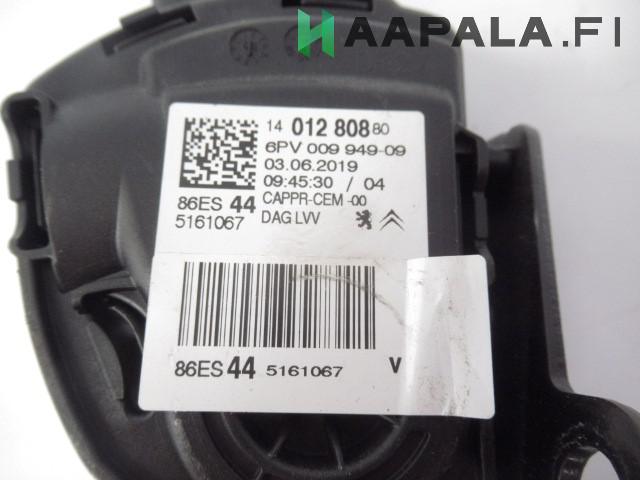 HAAPALA.FI
14 012 808 80
6PV 009 949-09
03.06.2019
09:45:30 / 04
86ES 44 CAPPR-CEM -00
5161067 DAG LVV
86ES 44 5161067 V